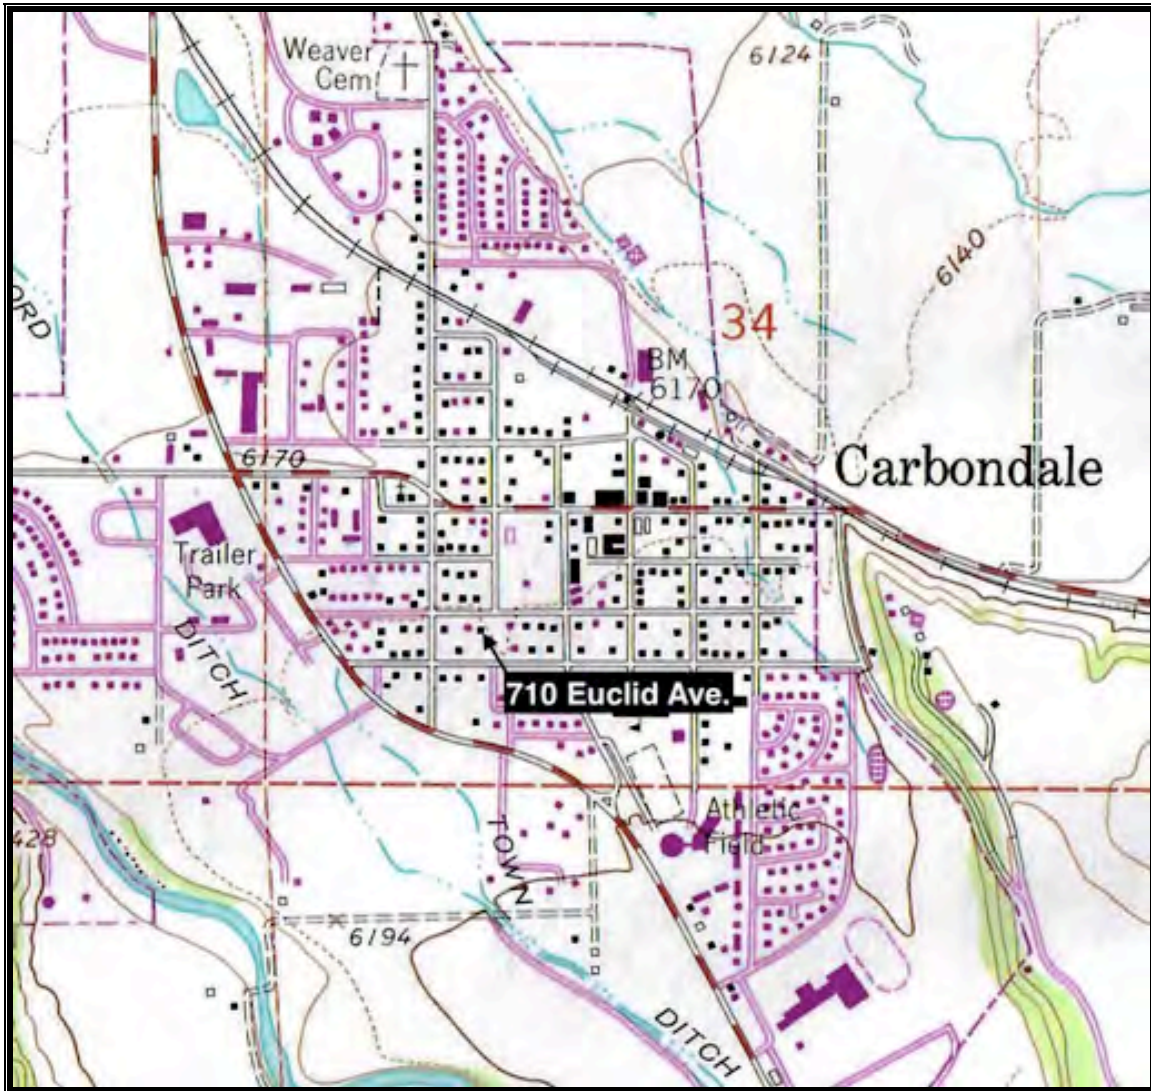 Weaver
Cem
6124
6140
ORD
34
BM
6170
Carbondale
6170
Trailer
Park
DITCH
710 Euclid Ave.
Athletic
Field
428
TOWN
6194
DITCH